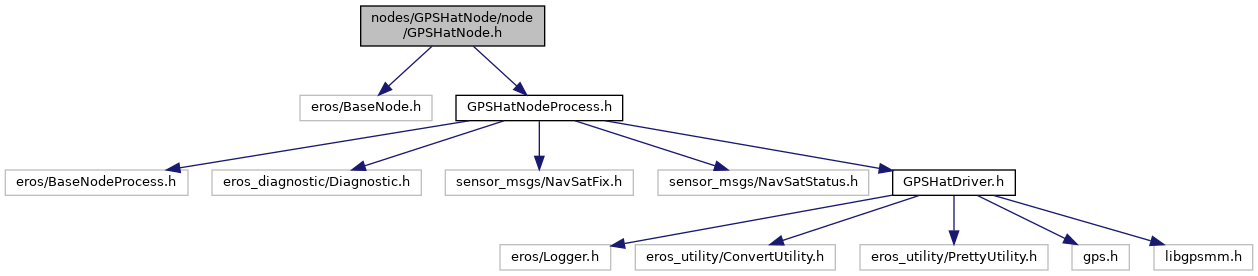 nodes/GPSHatNode/node
/GPSHatNode.h
eros/BaseNode.h
GPSHatNodeProcess.h
eros/BaseNodeProcess.h
eros_diagnostic/Diagnostic.h
sensor_msgs/NavSatFix.h
sensor_msgs/NavSatStatus.h
GPSHatDriver.h
eros/Logger.h
eros_utility/ConvertUtility.h
eros_utility/PrettyUtility.h
gps.h
libgpsmm.h